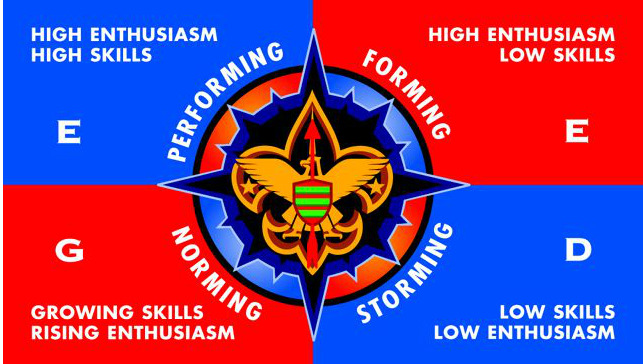 HIGH ENTHUSIASM
HIGH SKILLS
E
PERFORMING
FORMING
HIGH ENTHUSIASM
LOW SKILLS
E
G
GROWING SKILLS
RISING ENTHUSIASM
NORMING
STORMING
D
LOW SKILLS
LOW ENTHUSIASM